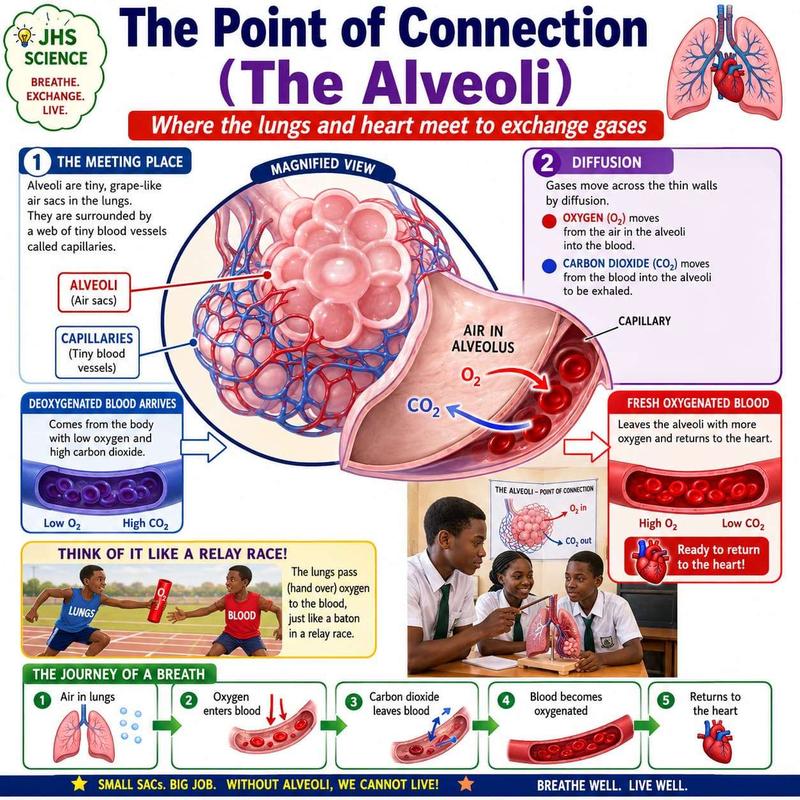 JHS
SCIENCE
BREATHE.
EXCHANGE.
LIVE.
The Point of Connection
(The Alveoli)
Where the lungs and heart meet to exchange gases
1 THE MEETING PLACE
Alveoli are tiny, grape-like
air sacs in the lungs.
They are surrounded by
a web of tiny blood vessels
called capillaries.
ALVEOLI
(Air sacs)
CAPILLARIES
(Tiny blood
vessels)
MAGNIFIED VIEW
AIR IN
ALVEOLUS
O₂
CO₂
CAPILLARY
2 DIFFUSION
Gases move across the thin walls
by diffusion.
OXYGEN (O₂) moves
from the air in the alveoli
into the blood.
CARBON DIOXIDE (CO₂) moves
from the blood into the alveoli
to be exhaled.
DEOXYGENATED BLOOD ARRIVES
Comes from the body
with low oxygen and
high carbon dioxide.
Low O₂ High CO₂
FRESH OXYGENATED BLOOD
Leaves the alveoli with more
oxygen and returns to the heart.
High O₂ Low CO₂
Ready to return
to the heart!
THINK OF IT LIKE A RELAY RACE!
LUNGS
O₂
BLOOD
The lungs pass
(hand over) oxygen
to the blood,
just like a baton
in a relay race.
THE ALVEOLI – POINT OF CONNECTION
O₂ in
CO₂ out
THE JOURNEY OF A BREATH
1 Air in lungs
2 Oxygen
enters blood
3 Carbon dioxide
leaves blood
4 Blood becomes
oxygenated
5 Returns to
the heart
SMALL SACs. BIG JOB. WITHOUT ALVEOLI, WE CANNOT LIVE!
BREATHE WELL. LIVE WELL.